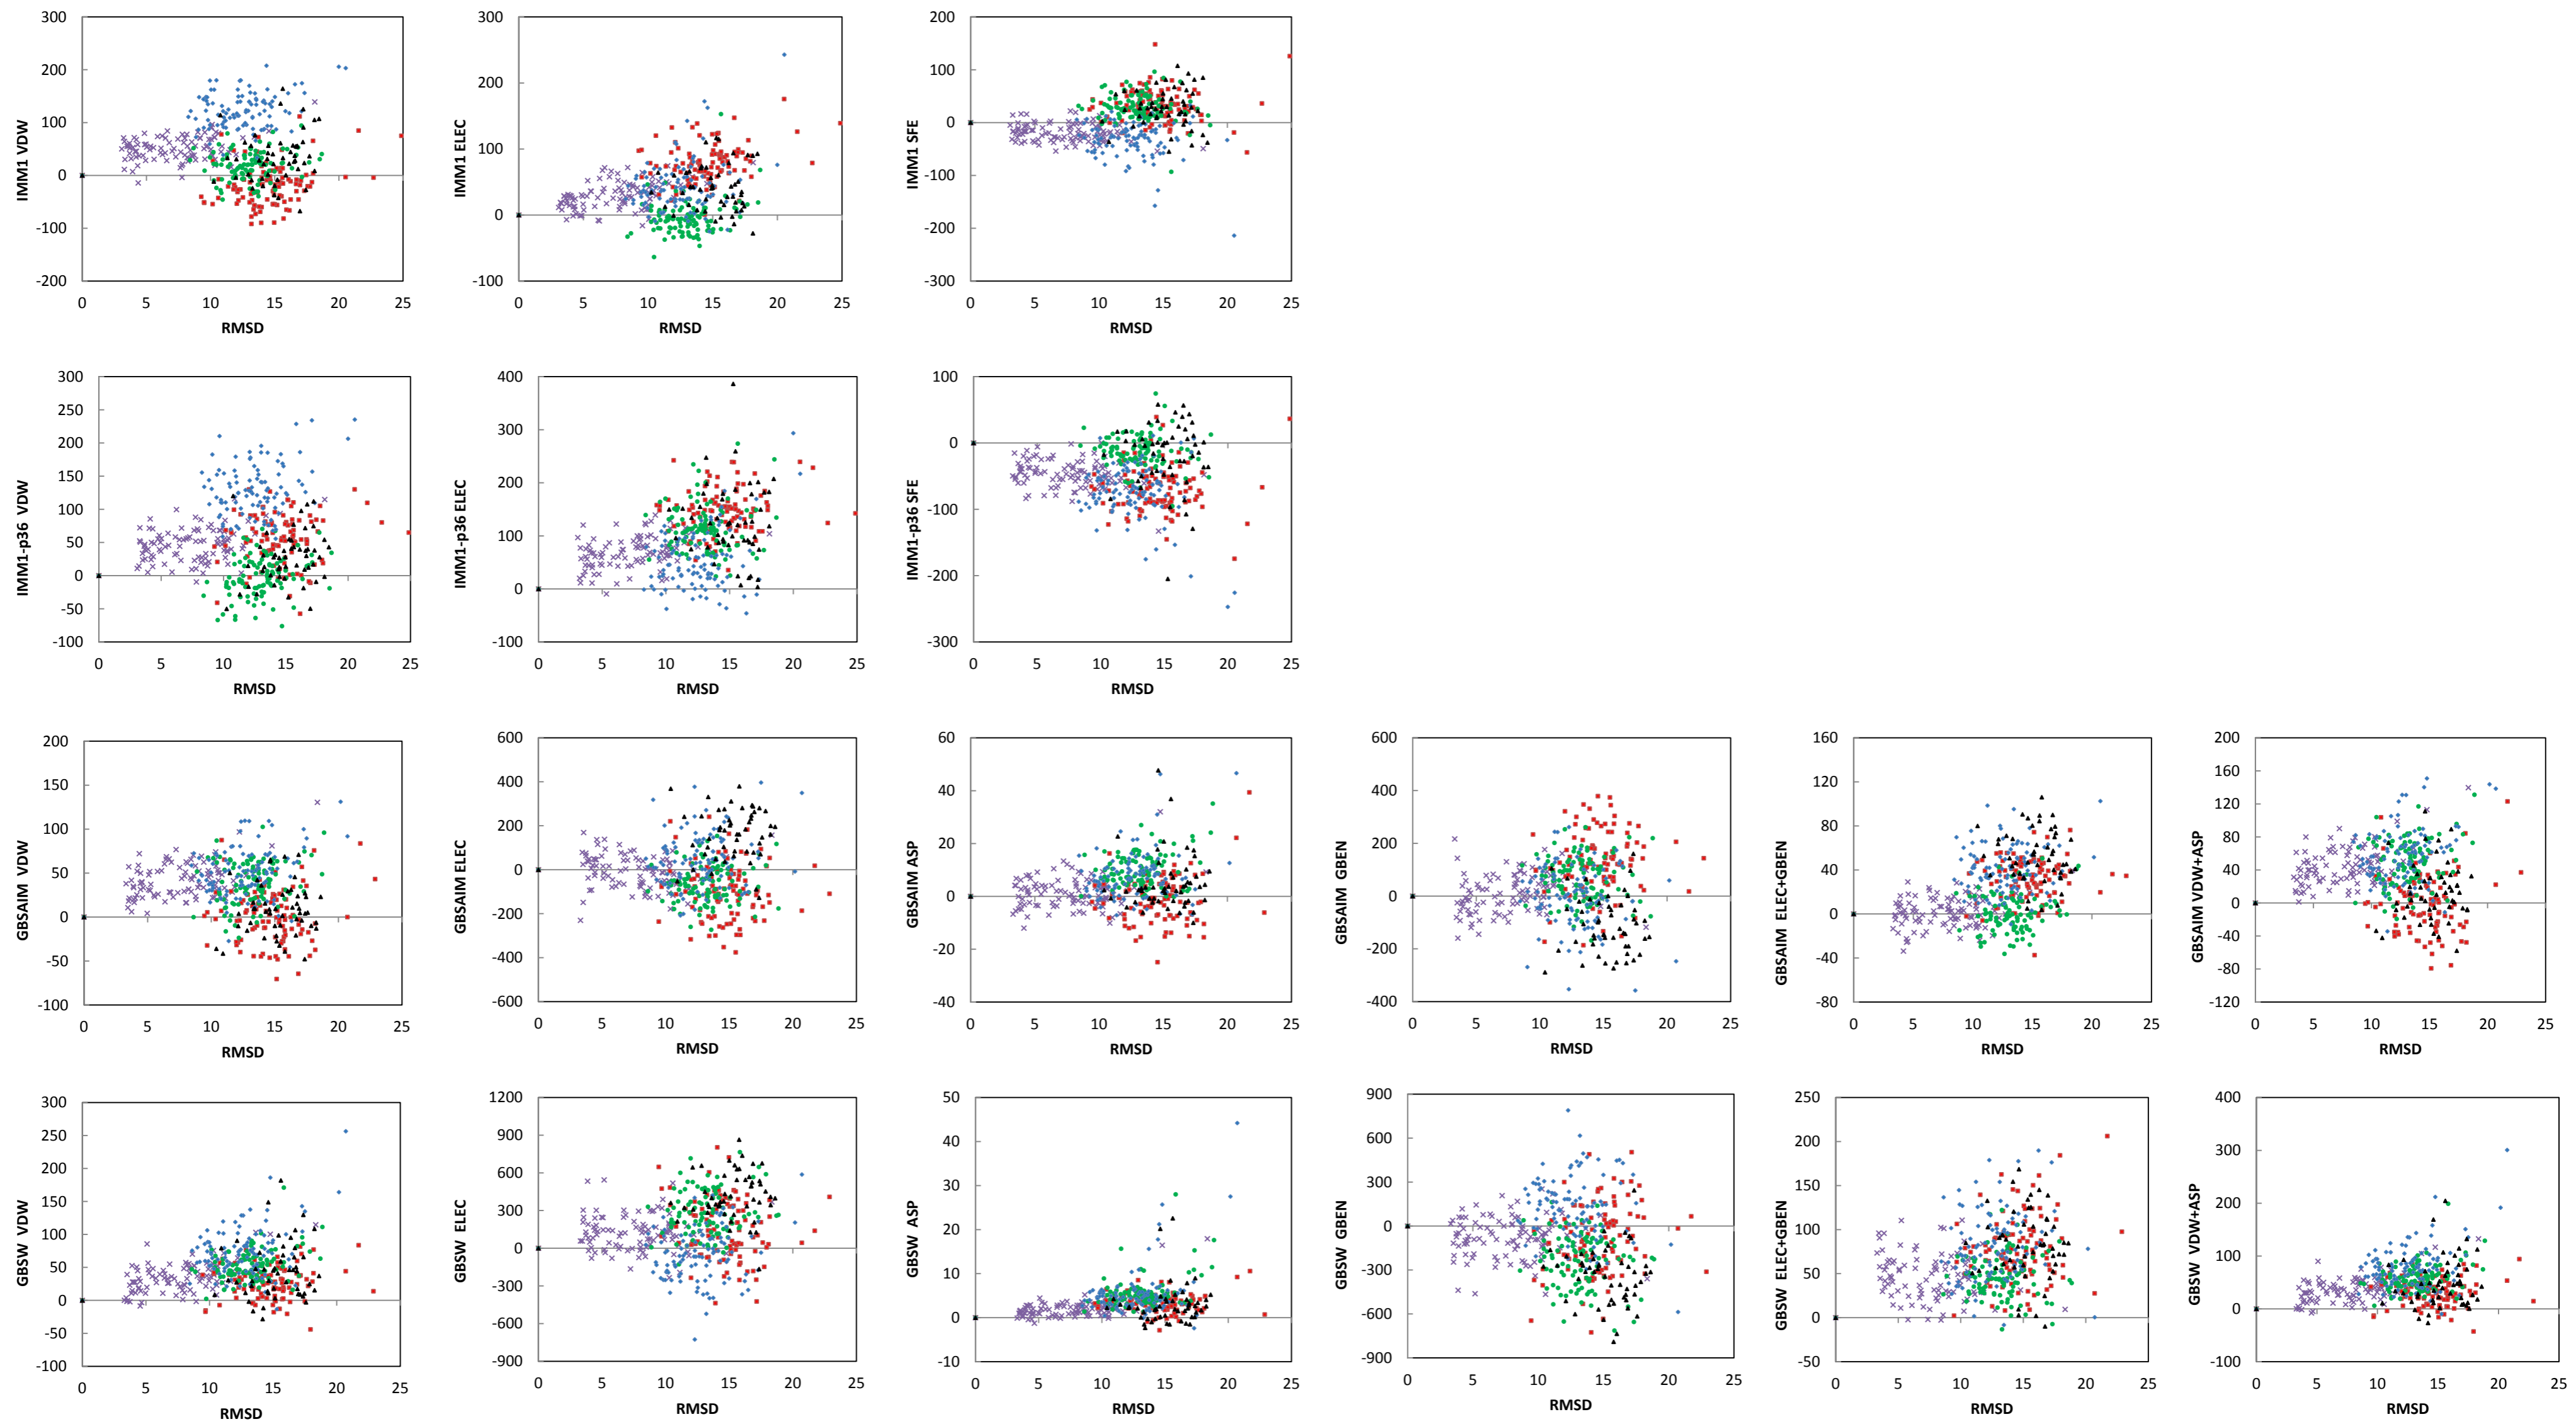 300
200
100
0
-100
-200
0 5 10 15 20 25
RMSD
IMM1 VDW
300
200
100
0
-100
0 5 10 15 20 25
RMSD
IMM1 ELEC
200
100
0
-100
-200
-300
0 5 10 15 20 25
RMSD
IMM1 SFE
300
250
200
150
100
50
0
-50
-100
0 5 10 15 20 25
RMSD
IMM1-p36 VDW
400
300
200
100
0
-100
0 5 10 15 20 25
RMSD
IMM1-p36 ELEC
100
0
-100
-200
-300
0 5 10 15 20 25
RMSD
IMM1-p36 SFE
200
150
100
50
0
-50
-100
0 5 10 15 20 25
RMSD
GBSAIM VDW
600
400
200
0
-200
-400
-600
0 5 10 15 20 25
RMSD
GBSAIM ELEC
60
40
20
0
-20
-40
0 5 10 15 20 25
RMSD
GBSAIM ASP
600
400
200
0
-200
-400
0 5 10 15 20 25
RMSD
GBSAIM GBEN
160
120
80
40
0
-40
-80
0 5 10 15 20 25
RMSD
GBSAIM ELEC+GBEN
200
160
120
80
40
0
-40
-80
-120
0 5 10 15 20 25
RMSD
GBSAIM VDW+ASP
300
250
200
150
100
50
0
-50
-100
0 5 10 15 20 25
RMSD
GBSW VDW
1200
900
600
300
0
-300
-600
-900
0 5 10 15 20 25
RMSD
GBSW ELEC
50
40
30
20
10
0
-10
0 5 10 15 20 25
RMSD
GBSW ASP
900
600
300
0
-300
-600
-900
0 5 10 15 20 25
RMSD
GBSW GBEN
250
200
150
100
50
0
-50
0 5 10 15 20 25
RMSD
GBSW ELEC+GBEN
400
300
200
100
0
-100
0 5 10 15 20 25
RMSD
GBSW VDW+ASP